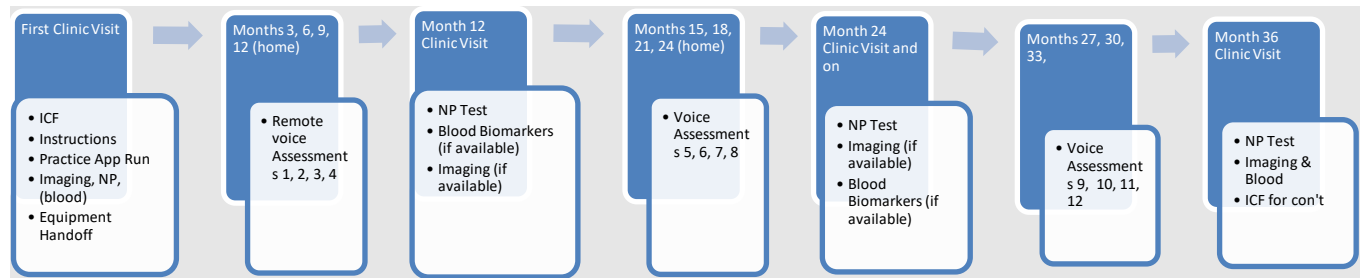 First Clinic Visit
• ICF
• Instructions
• Practice App Run
• Imaging, NP,
(blood)
• Equipment
Handoff
Months 3, 6, 9,
12 (home)
• Remote
voice
Assessment
s 1, 2, 3, 4
Month 12
Clinic Visit
• NP Test
• Blood Biomarkers
(if available)
• Imaging (if
available)
Months 15, 18,
21, 24 (home)
• Voice
Assessment
s 5, 6, 7, 8
Month 24
Clinic Visit and
on
• NP Test
• Imaging (if
available)
• Blood
Biomarkers (if
available)
Months 27, 30,
33,
• Voice
Assessment
s 9, 10, 11,
12
Month 36
Clinic Visit
• NP Test
• Imaging &
Blood
• ICF for con't